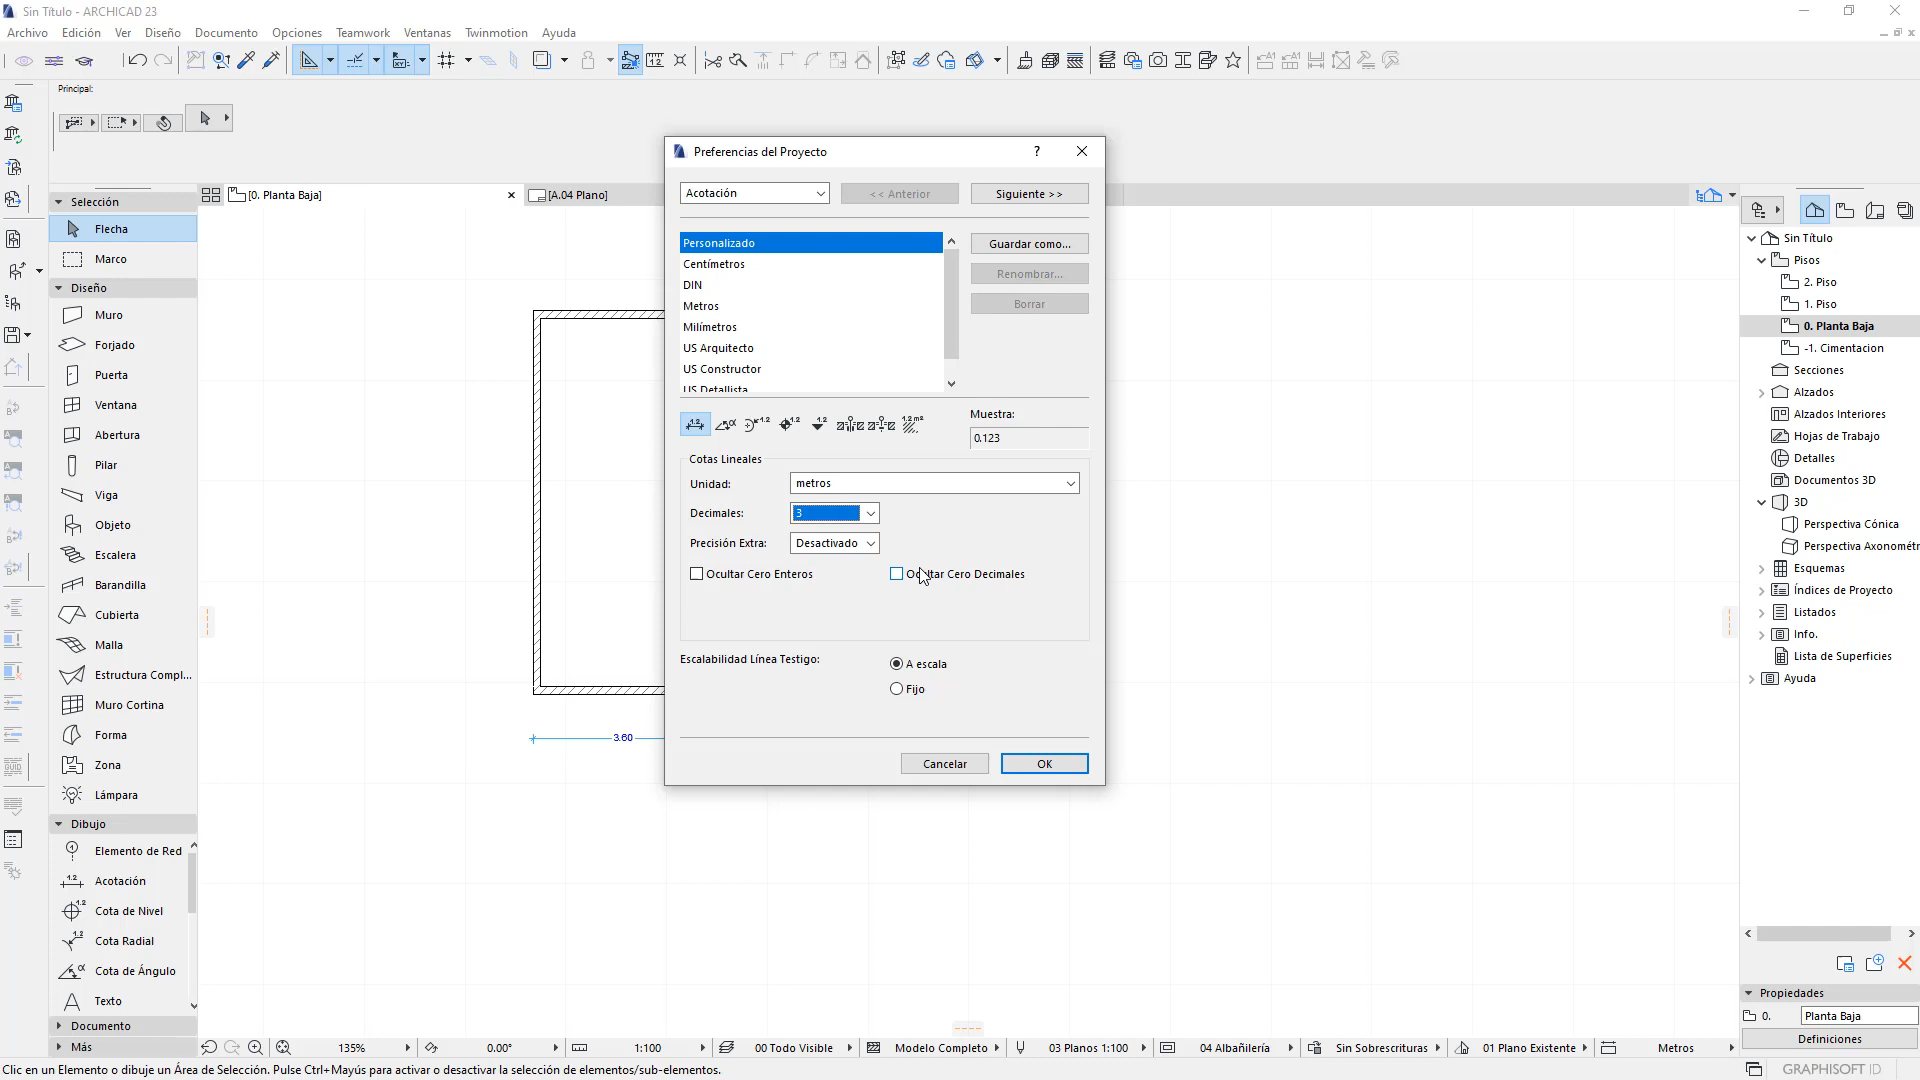 Sin Título - ARCHICAD 23
Archivo Edición Ver Diseño Documento Opciones Teamwork Ventanas Twinmotion Ayuda
Principal:
Selección
Flecha
Marco
Diseño
Muro
Forjado
Puerta
Ventana
Abertura
Pilar
Viga
Objeto
Escalera
Barandilla
Cubierta
Malla
Estructura Compl...
Muro Cortina
Forma
Zona
Lámpara
Dibujo
Elemento de Red
Acotación
Cota de Nivel
Cota Radial
Cota de Ángulo
Texto
Documento
Más
[0. Planta Baja]
[A.04 Plano]
3.60
Preferencias del Proyecto
Acotación
<< Anterior
Siguiente >>
Personalizado
Centímetros
DIN
Metros
Milímetros
US Arquitecto
US Constructor
US Detallista
Guardar como...
Renombrar...
Borrar
Muestra:
0.123
Cotas Lineales
Unidad: metros
Decimales: 3
Precisión Extra: Desactivado
Ocultar Cero Enteros
Ocultar Cero Decimales
Escalabilidad Línea Testigo:
A escala
Fijo
Cancelar
OK
Sin Título
Pisos
2. Piso
1. Piso
0. Planta Baja
-1. Cimentacion
Secciones
Alzados
Alzados Interiores
Hojas de Trabajo
Detalles
Documentos 3D
3D
Perspectiva Cónica
Perspectiva Axonométr
Esquemas
Índices de Proyecto
Listados
Info.
Lista de Superficies
Ayuda
Propiedades
0. Planta Baja
Definiciones
135% 0.00° 1:100 00 Todo Visible Modelo Completo 03 Planos 1:100 04 Albañilería Sin Sobrescrituras 01 Plano Existente Metros
Clic en un Elemento o dibuje un Área de Selección. Pulse Ctrl+Mayús para activar o desactivar la selección de elementos/sub-elementos.
GRAPHISOFT ID